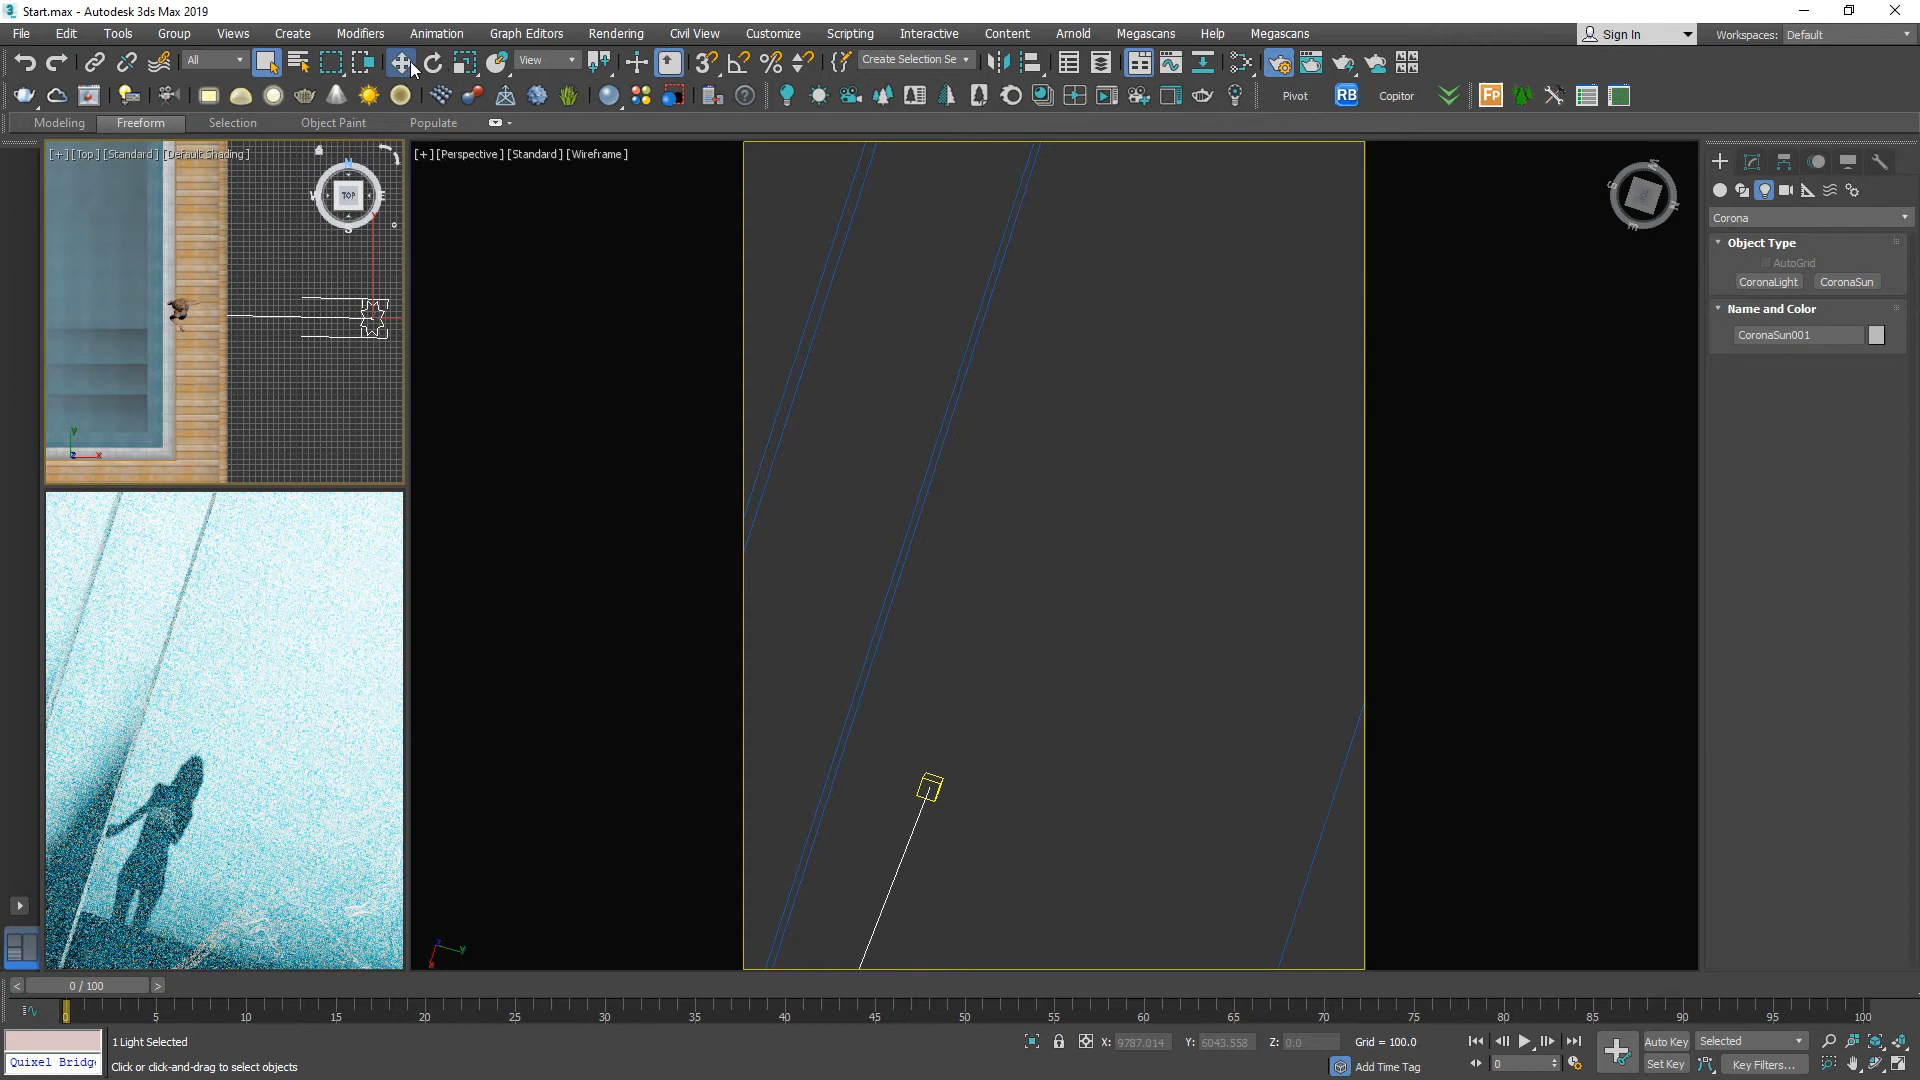 Start.max - Autodesk 3ds Max 2019
File Edit Tools Group Views Create Modifiers Animation Graph Editors Rendering Civil View Customize Scripting Interactive Content Arnold Megascans Help Megascans
Sign In Workspaces: Default
All View Create Selection Se
Pivot RB Copitor Fp
Modeling Freeform Selection Object Paint Populate
[+] [Top] [Standard] [Default Shading]
[+] [Perspective] [Standard] [Wireframe]
TOP
Corona
Object Type
AutoGrid
CoronaLight CoronaSun
Name and Color
CoronaSun001
0 / 100
0 5 10 15 20 25 30 35 40 45 50 55 60 65 70 75 80 85 90 95 100
1 Light Selected
X: 9787.014 Y: 6043.558 Z: 0.0 Grid = 100.0
Auto Key Selected
Quixel Bridg
Click or click-and-drag to select objects
Add Time Tag
0
Set Key Key Filters...